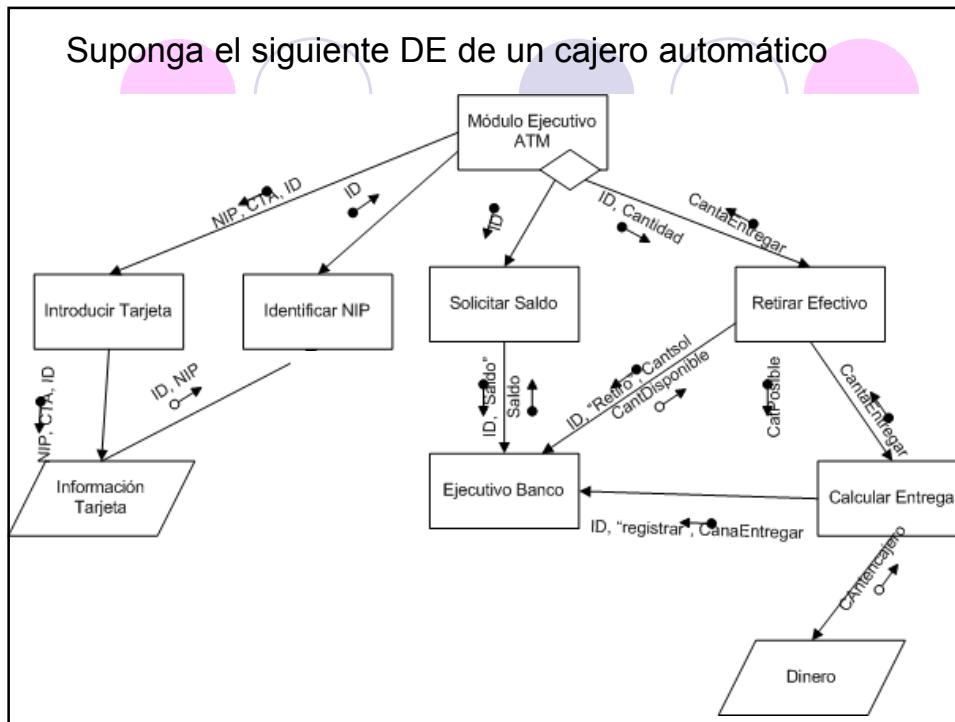 Suponga el siguiente DE de un cajero automático
Módulo Ejecutivo
ATM
NIP, CTA, ID
ID
ID
ID, Cantidad
CantaEntregar
Introducir Tarjeta
Identificar NIP
Solicitar Saldo
Retirar Efectivo
NIP, CTA, ID
ID, NIP
ID, "Saldo"
Saldo
ID, "Retiro", Cantsol
CantDisponible
CatPosible
CantaEntregar
Información
Tarjeta
Ejecutivo Banco
Calcular Entrega
ID, "registrar", CanaEntregar
CAntencajero
Dinero